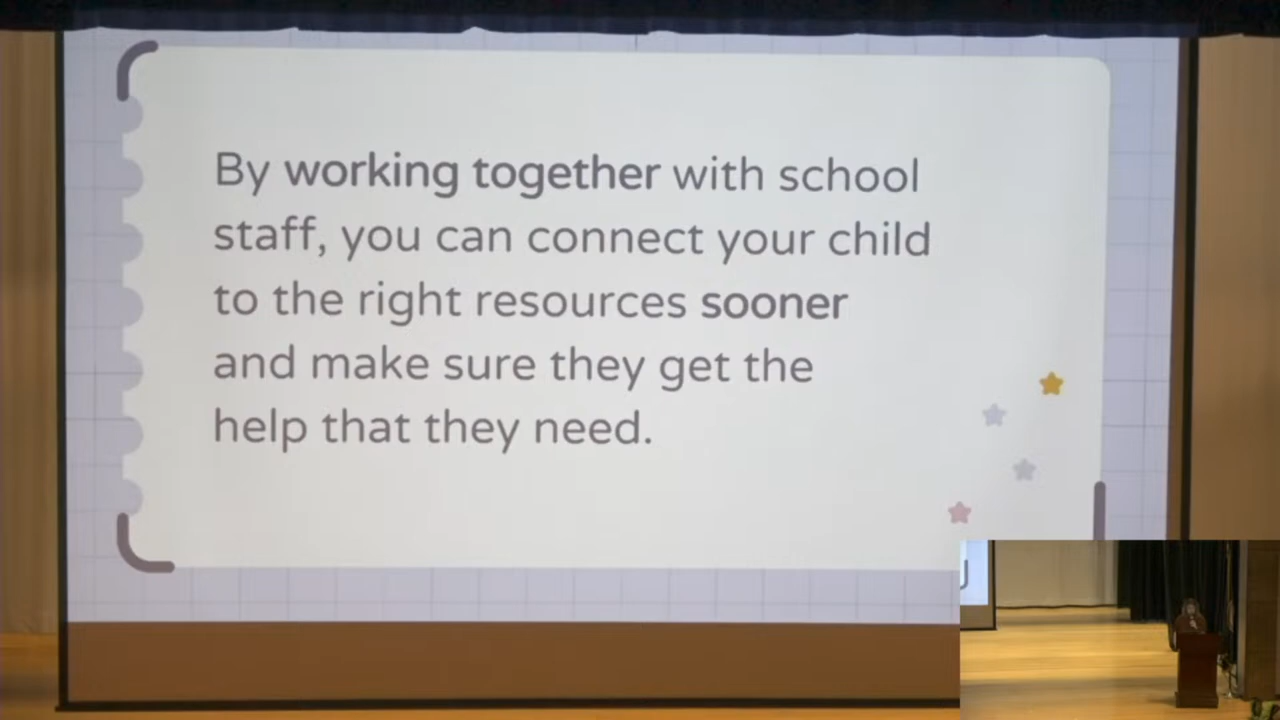 By working together with school
staff, you can connect your child
to the right resources sooner
and make sure they get the
help that they need.